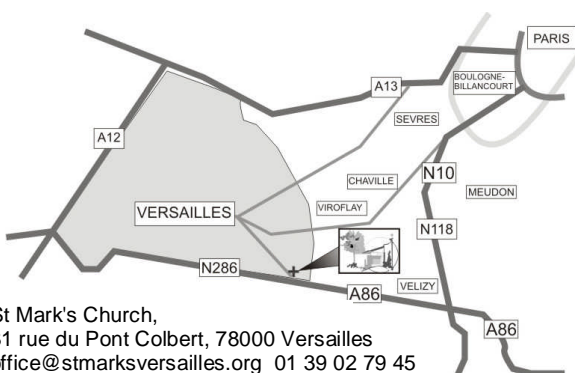 PARIS
BOULOGNE-
BILLANCOURT
A13
SEVRES
A12
CHAVILLE
N10
MEUDON
VERSAILLES
VIROFLAY
N118
N286
VELIZY
A86
A86
St Mark's Church,
31 rue du Pont Colbert, 78000 Versailles
office@stmarksversailles.org 01 39 02 79 45